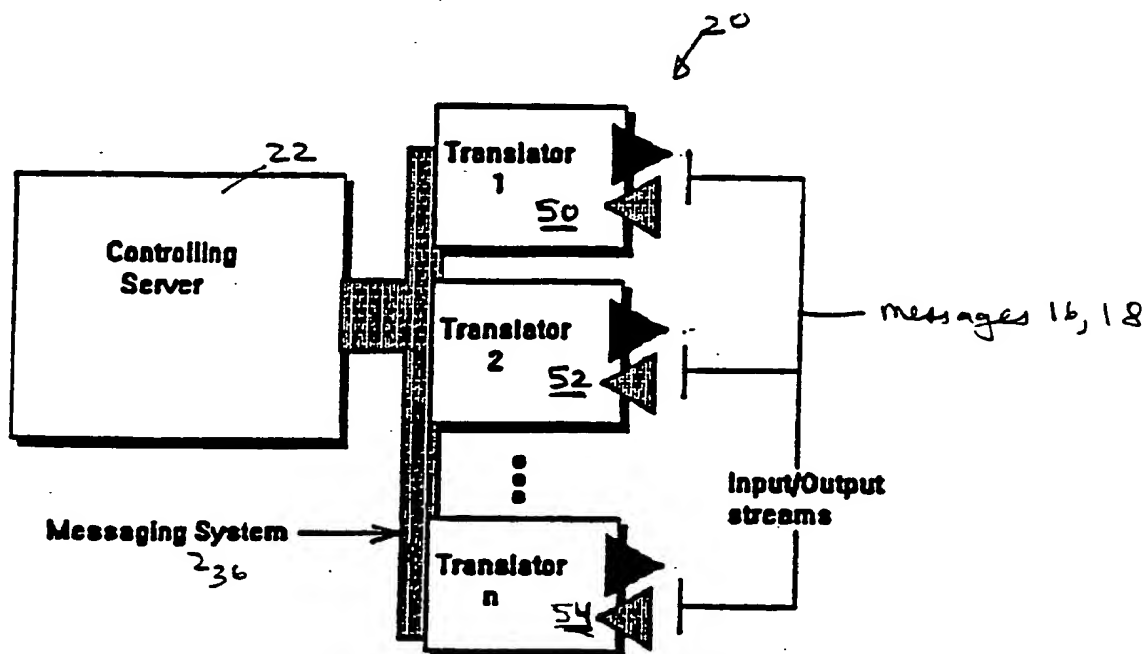 20
22
Controlling
Server
Translator
1
50
Translator
2
52
messages 16, 18
Input/Output
streams
Messaging System
236
Translator
n
54